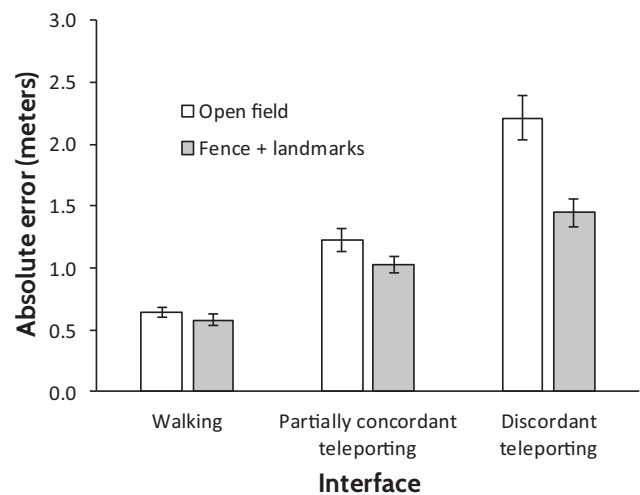 3.0
2.5
2.0
1.5
1.0
0.5
0.0
Absolute error (meters)
Open field
Fence + landmarks
Walking
Partially concordant
teleporting
Discordant
teleporting
Interface